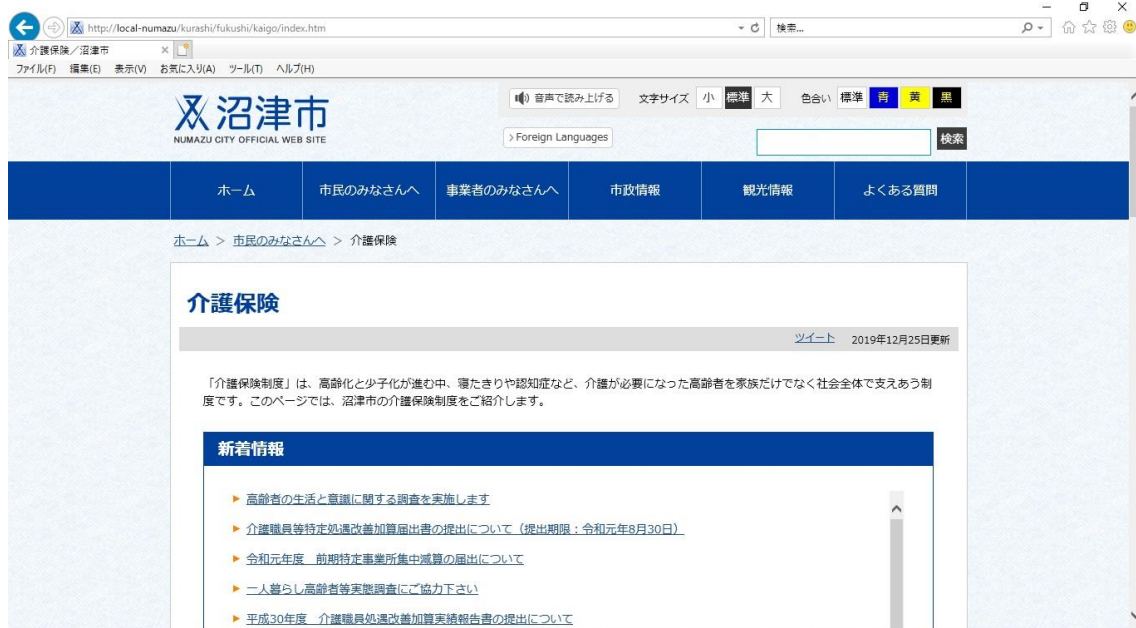 http://local-numazu/kurashi/fukushi/kaigo/index.htm
検索...
介護保険／沼津市
ファイル(F) 編集(E) 表示(V) お気に入り(A) ツール(T) ヘルプ(H)
沼津市
NUMAZU CITY OFFICIAL WEB SITE
音声で読み上げる 文字サイズ 小 標準 大 色合い 標準 青 黄 黒
Foreign Languages
検索
ホーム 市民のみなさんへ 事業者のみなさんへ 市政情報 観光情報 よくある質問
ホーム > 市民のみなさんへ > 介護保険
介護保険
ツイート 2019年12月25日更新
「介護保険制度」は、高齢化と少子化が進む中、寝たきりや認知症など、介護が必要になった高齢者を家族だけでなく社会全体で支えあう制
度です。このページでは、沼津市の介護保険制度をご紹介します。
新着情報
高齢者の生活と意識に関する調査を実施します
介護職員等特定処遇改善加算届出書の提出について（提出期限：令和元年8月30日）
令和元年度　前期特定事業所集中減算の届出について
一人暮らし高齢者等実態調査にご協力下さい
平成30年度　介護職員処遇改善加算実績報告書の提出について